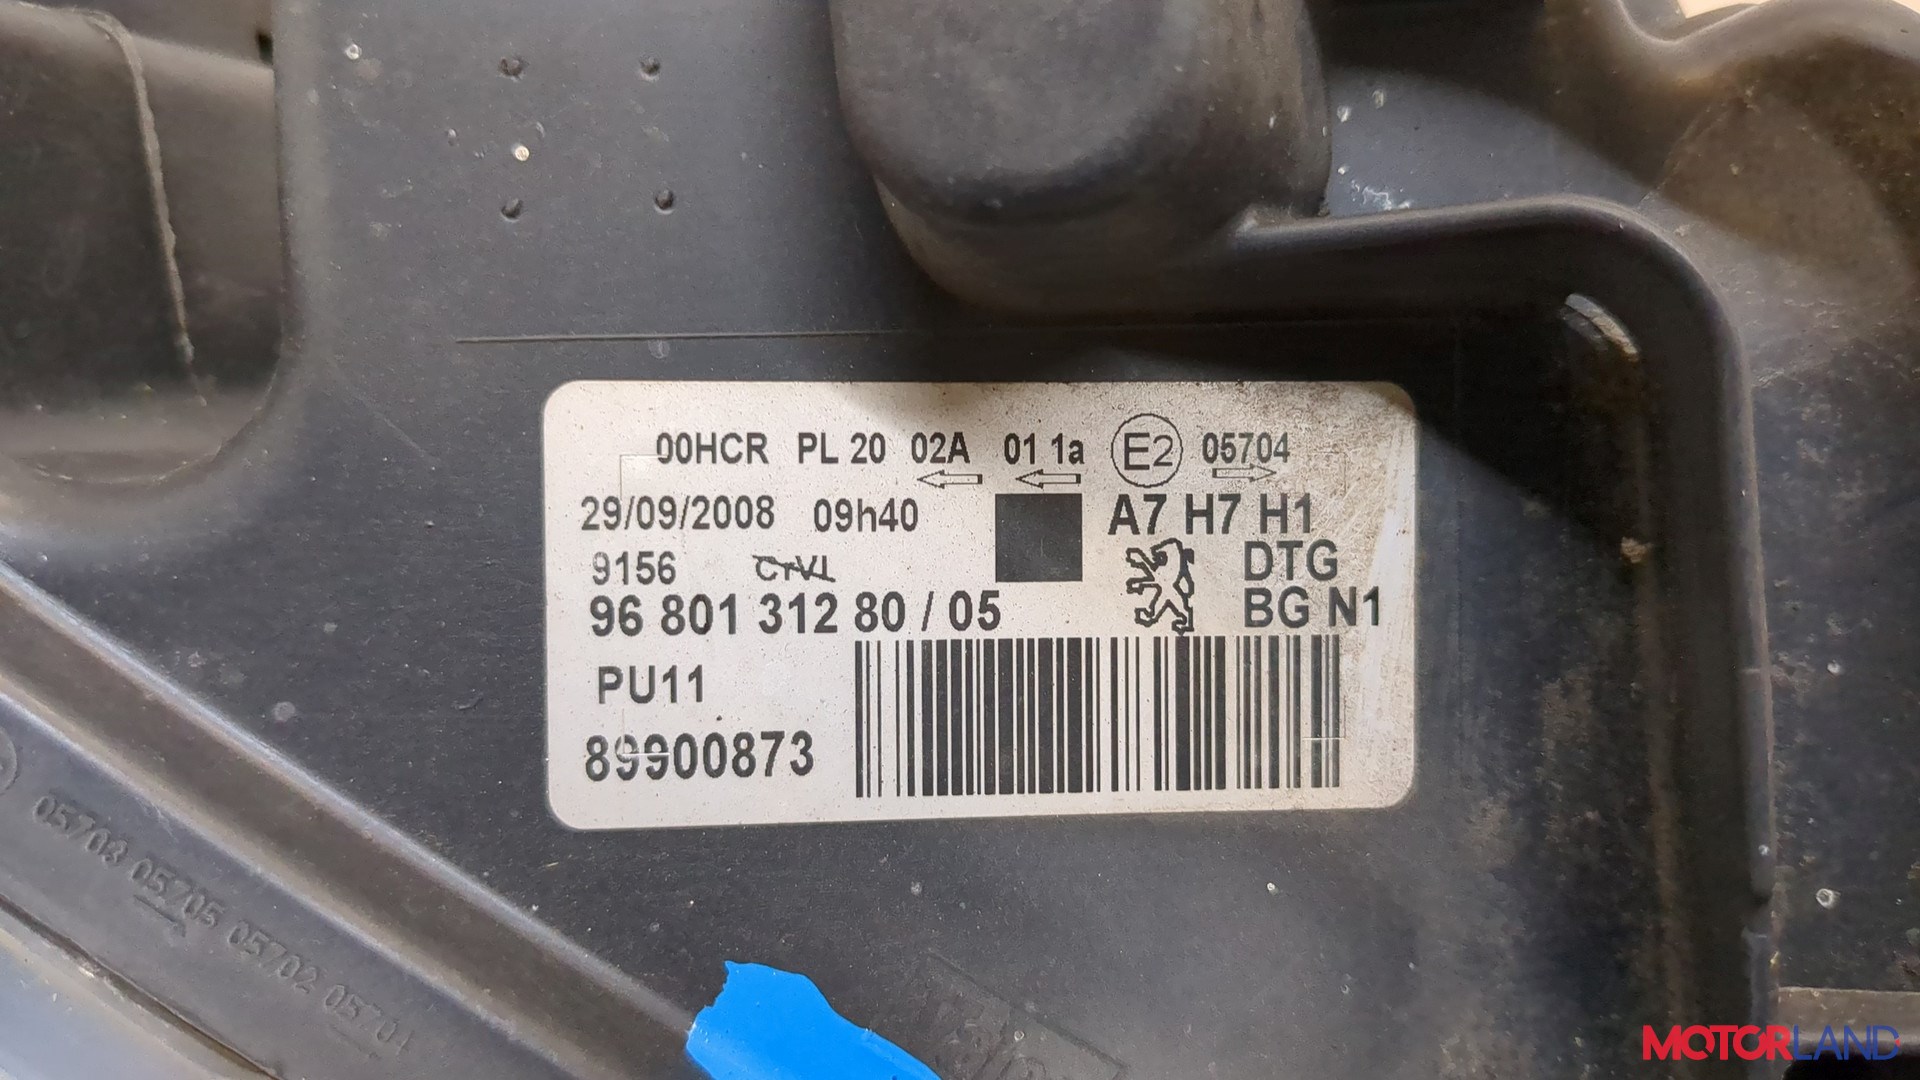 00HCR PL 20 02A 01 1a E2 05704
29/09/2008 09h40 A7 H7 H1
9156 DTG
96 801 312 80 / 05 BG N1
PU11
89900873
05703 05705 05702 05704
MOTORLAND